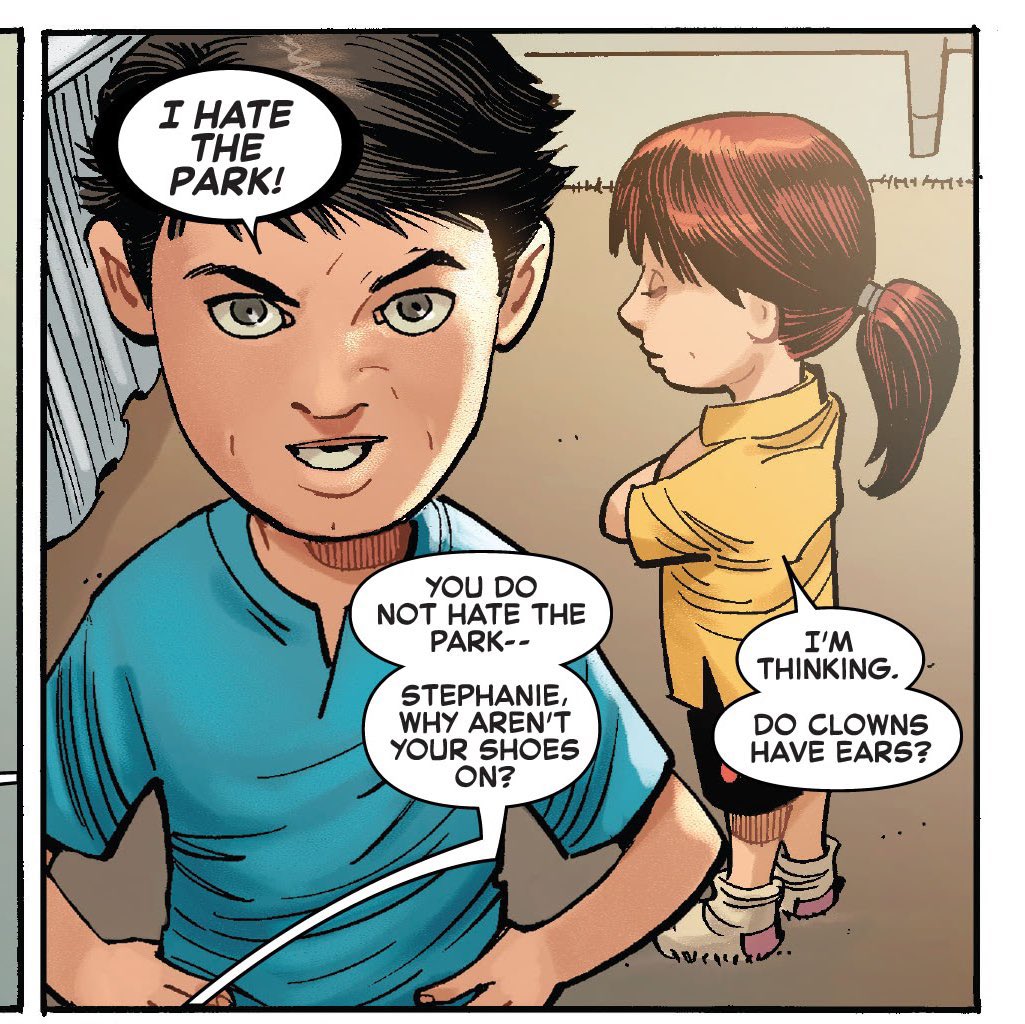 I HATE
THE
PARK!
YOU DO
NOT HATE THE
PARK--
STEPHANIE,
WHY AREN'T
YOUR SHOES
ON?
I'M
THINKING.
DO CLOWNS
HAVE EARS?